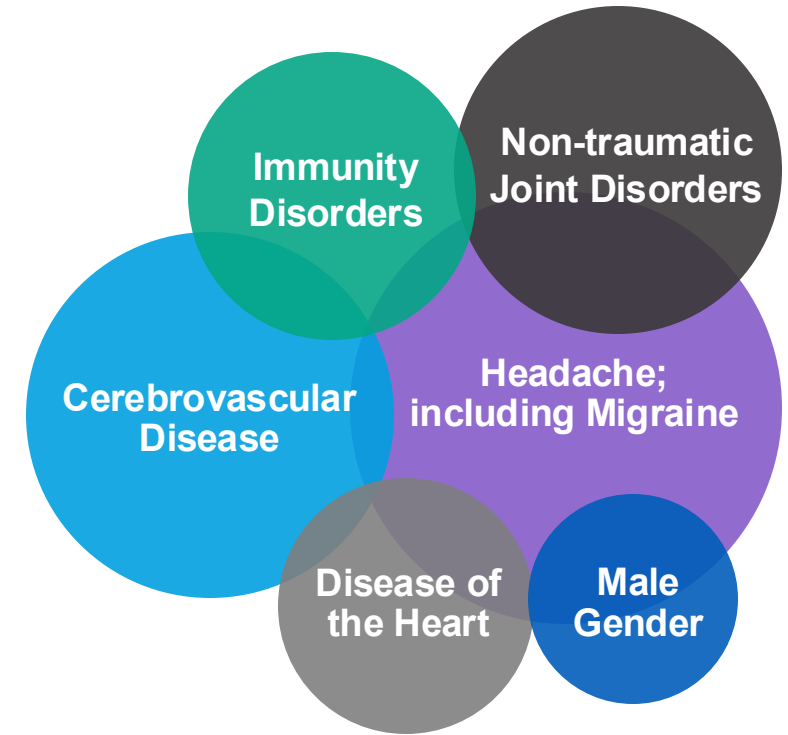 Non-traumatic
Joint Disorders
Immunity
Disorders
Headache;
including Migraine
Cerebrovascular
Disease
Disease of
the Heart
Male
Gender